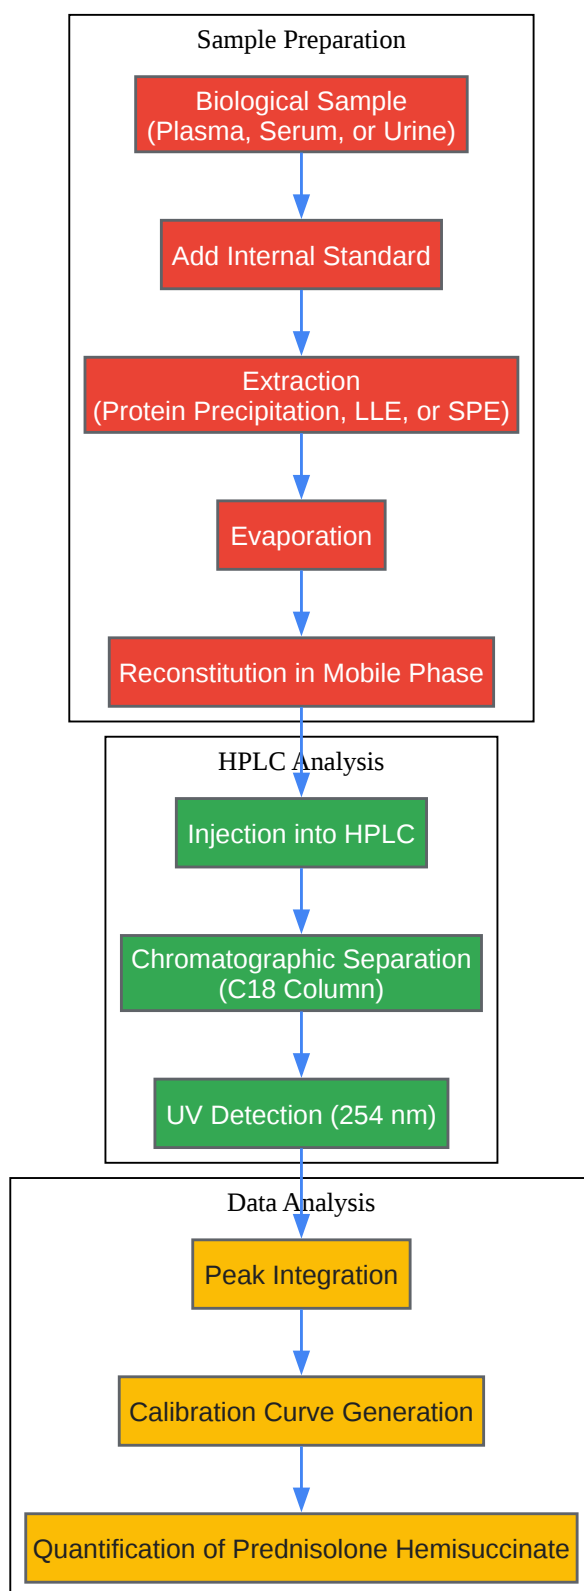 Sample Preparation
Biological Sample
(Plasma, Serum, or Urine)
Add Internal Standard
Extraction
(Protein Precipitation, LLE, or SPE)
Evaporation
Reconstitution in Mobile Phase
HPLC Analysis
Injection into HPLC
Chromatographic Separation
(C18 Column)
UV Detection (254 nm)
Data Analysis
Peak Integration
Calibration Curve Generation
Quantification of Prednisolone Hemisuccinate